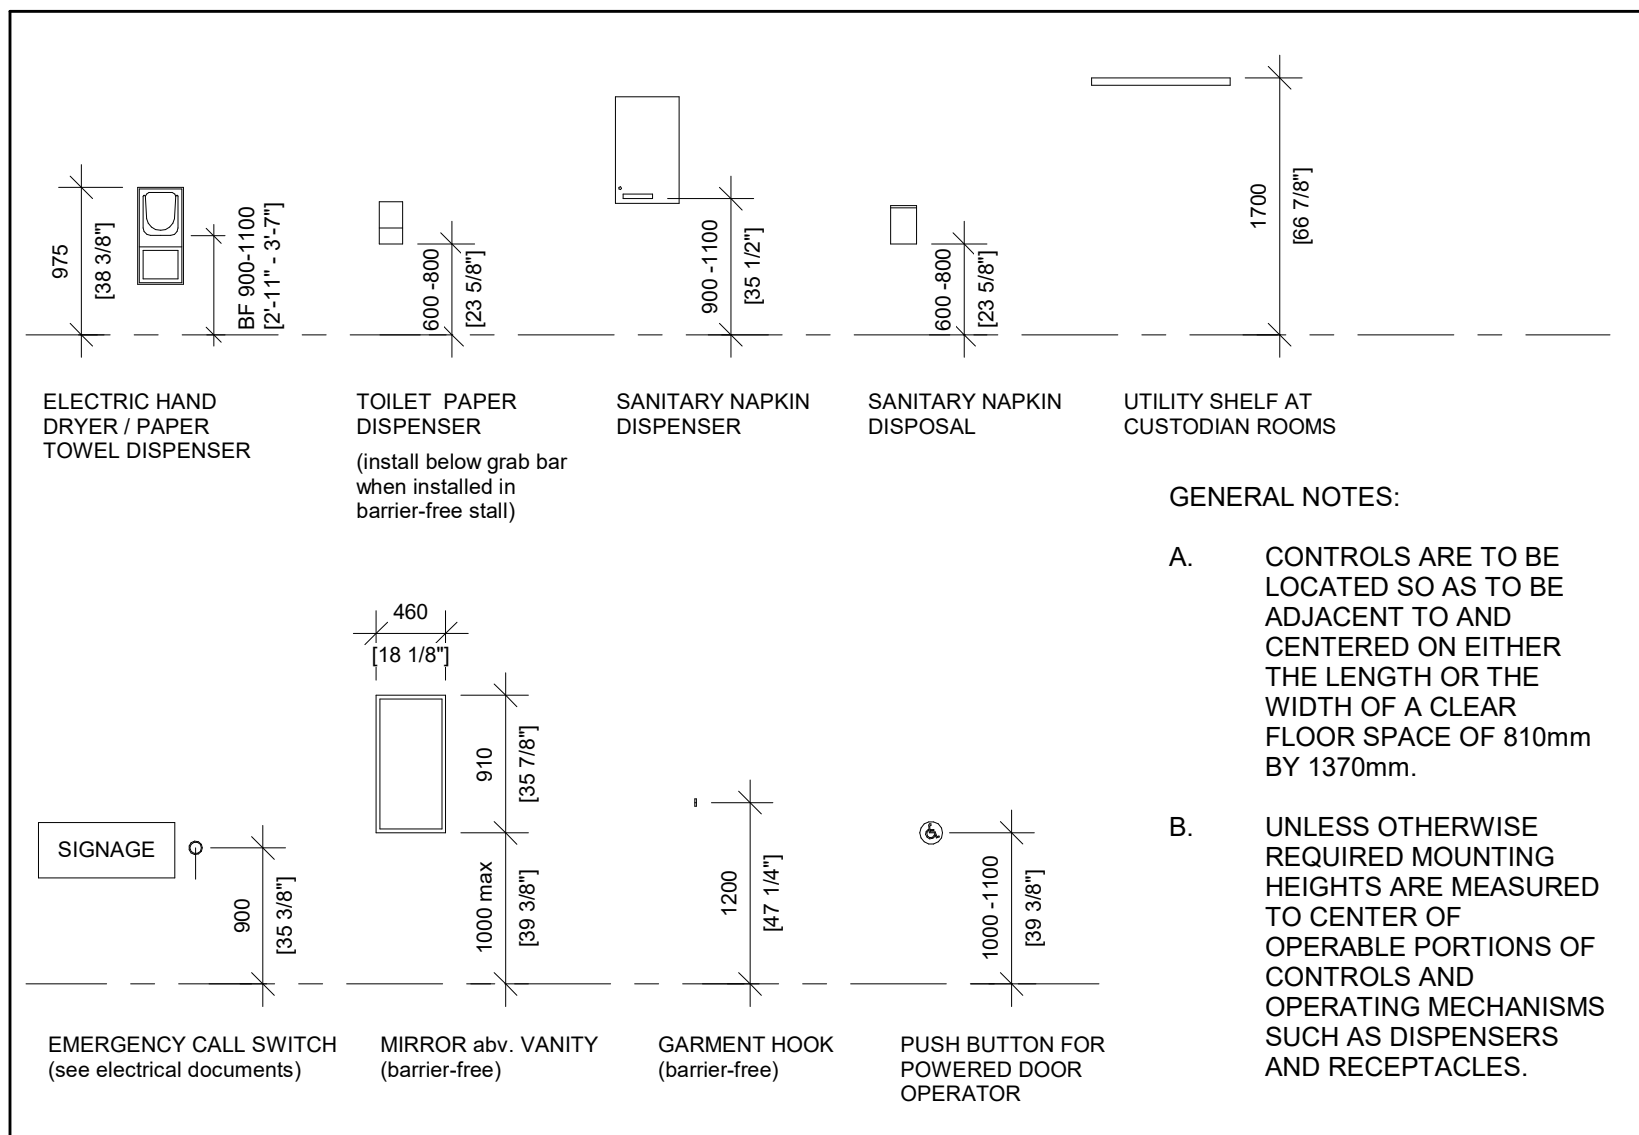 975
[38 3/8"]
BF 900-1100
[2'-11" - 3'-7"]
600 -800
[23 5/8"]
900 -1100
[35 1/2"]
600 -800
[23 5/8"]
1700
[66 7/8"]
ELECTRIC HAND
DRYER / PAPER
TOWEL DISPENSER
TOILET PAPER
DISPENSER
(install below grab bar
when installed in
barrier-free stall)
SANITARY NAPKIN
DISPENSER
SANITARY NAPKIN
DISPOSAL
UTILITY SHELF AT
CUSTODIAN ROOMS
GENERAL NOTES:
A. CONTROLS ARE TO BE
LOCATED SO AS TO BE
ADJACENT TO AND
CENTERED ON EITHER
THE LENGTH OR THE
WIDTH OF A CLEAR
FLOOR SPACE OF 810mm
BY 1370mm.
B. UNLESS OTHERWISE
REQUIRED MOUNTING
HEIGHTS ARE MEASURED
TO CENTER OF
OPERABLE PORTIONS OF
CONTROLS AND
OPERATING MECHANISMS
SUCH AS DISPENSERS
AND RECEPTACLES.
SIGNAGE
900
[35 3/8"]
460
[18 1/8"]
910
[35 7/8"]
1000 max
[39 3/8"]
1200
[47 1/4"]
1000 -1100
[39 3/8"]
EMERGENCY CALL SWITCH
(see electrical documents)
MIRROR abv. VANITY
(barrier-free)
GARMENT HOOK
(barrier-free)
PUSH BUTTON FOR
POWERED DOOR
OPERATOR